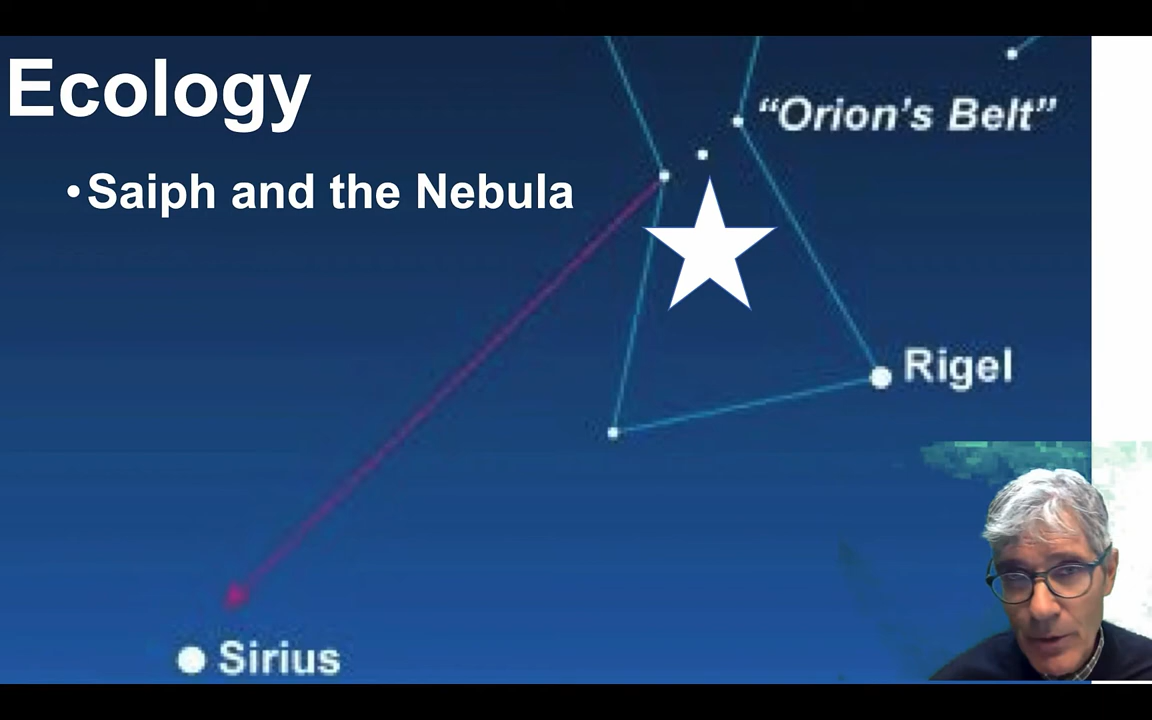 Ecology
"Orion's Belt"
•Saiph and the Nebula
Rigel
Sirius